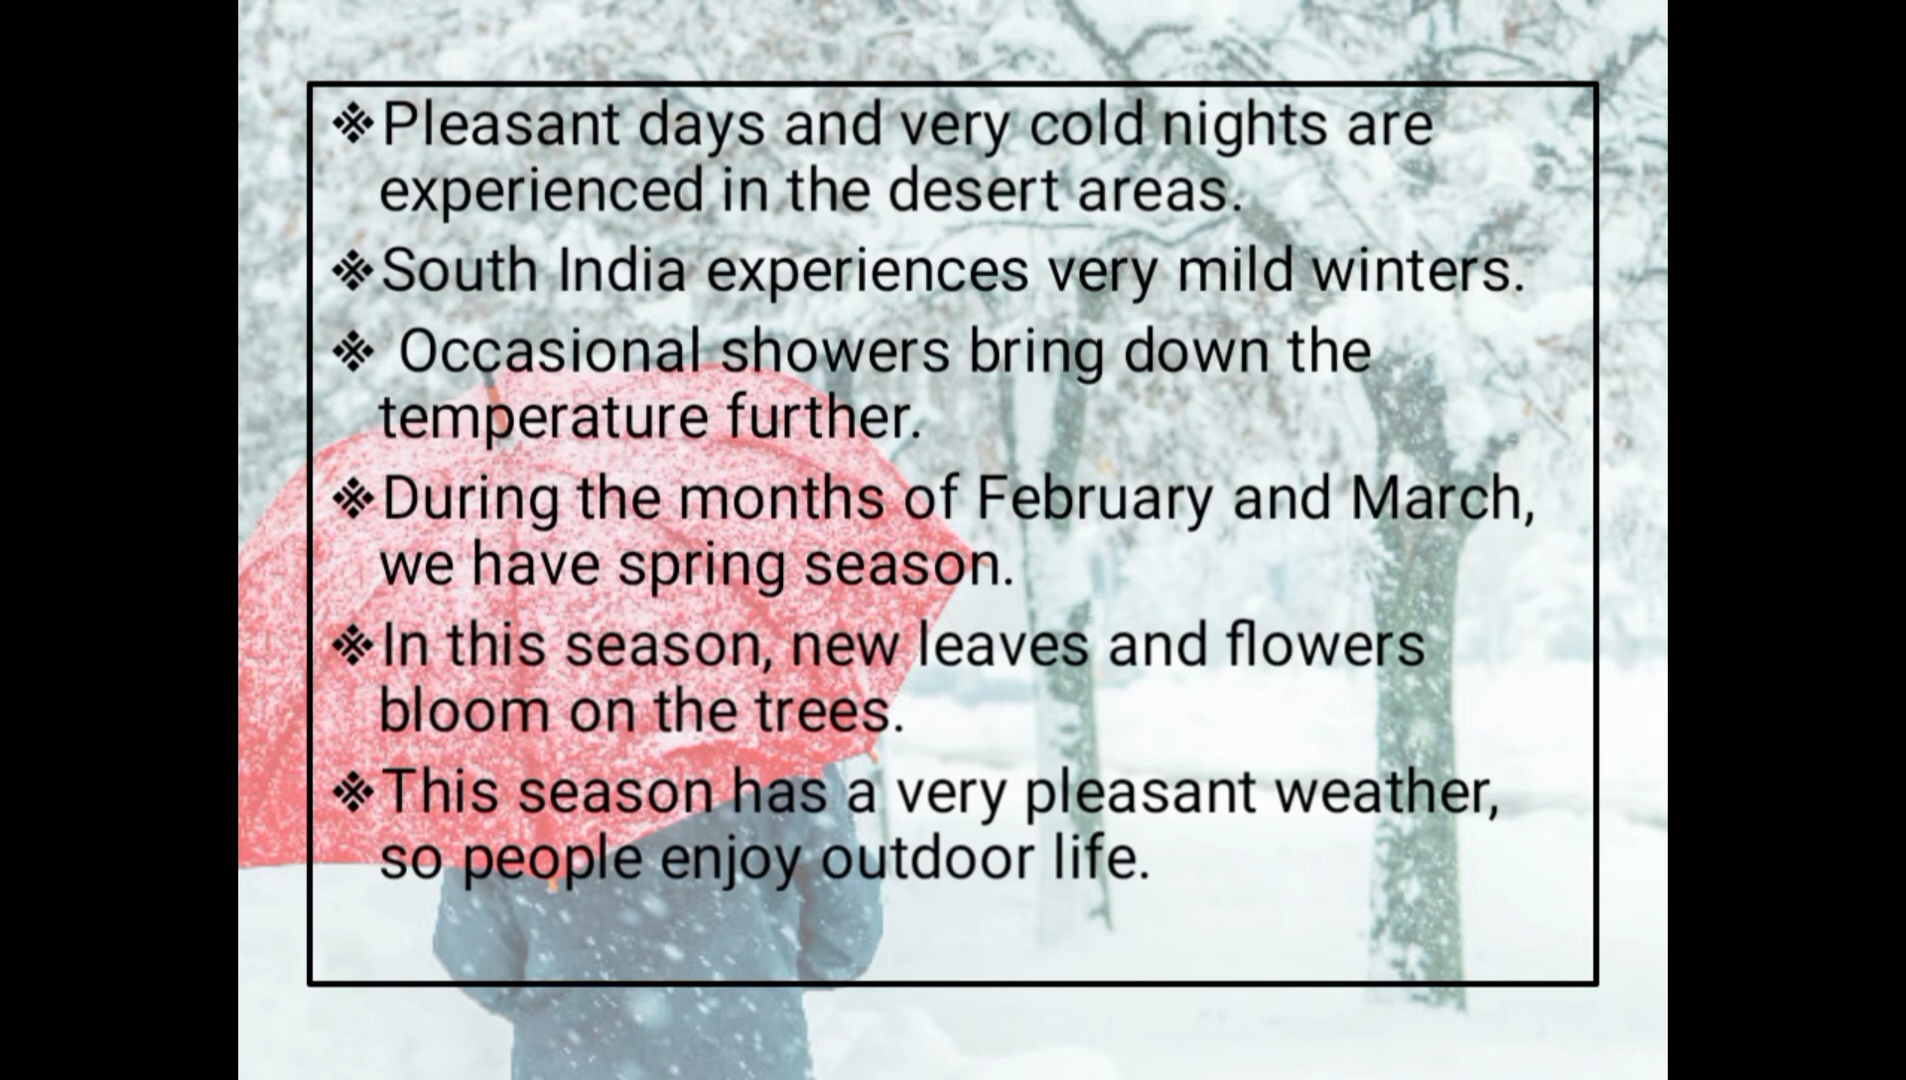 ❖Pleasant days and very cold nights are
experienced in the desert areas.
❖South India experiences very mild winters.
❖ Occasional showers bring down the
temperature further.
❖During the months of February and March,
we have spring season.
❖In this season, new leaves and flowers
bloom on the trees.
❖This season has a very pleasant weather,
so people enjoy outdoor life.